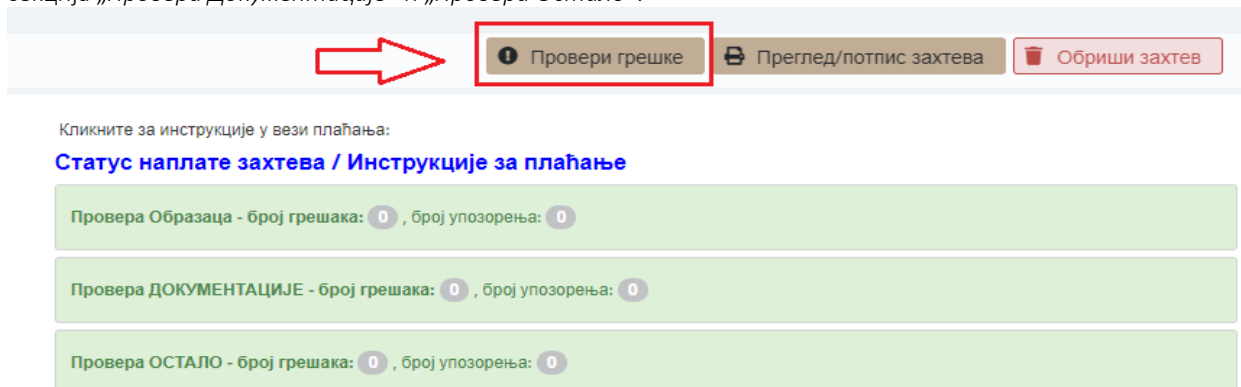 Провери грешке
Преглед/потпис захтева
Обриши захтев
Кликните за инструкције у вези плаћања:
Статус наплате захтева / Инструкције за плаћање
Провера Образаца - број грешака: 0 , број упозорења: 0
Провера ДОКУМЕНТАЦИЈЕ - број грешака: 0 , број упозорења: 0
Провера ОСТАЛО - број грешака: 0 , број упозорења: 0